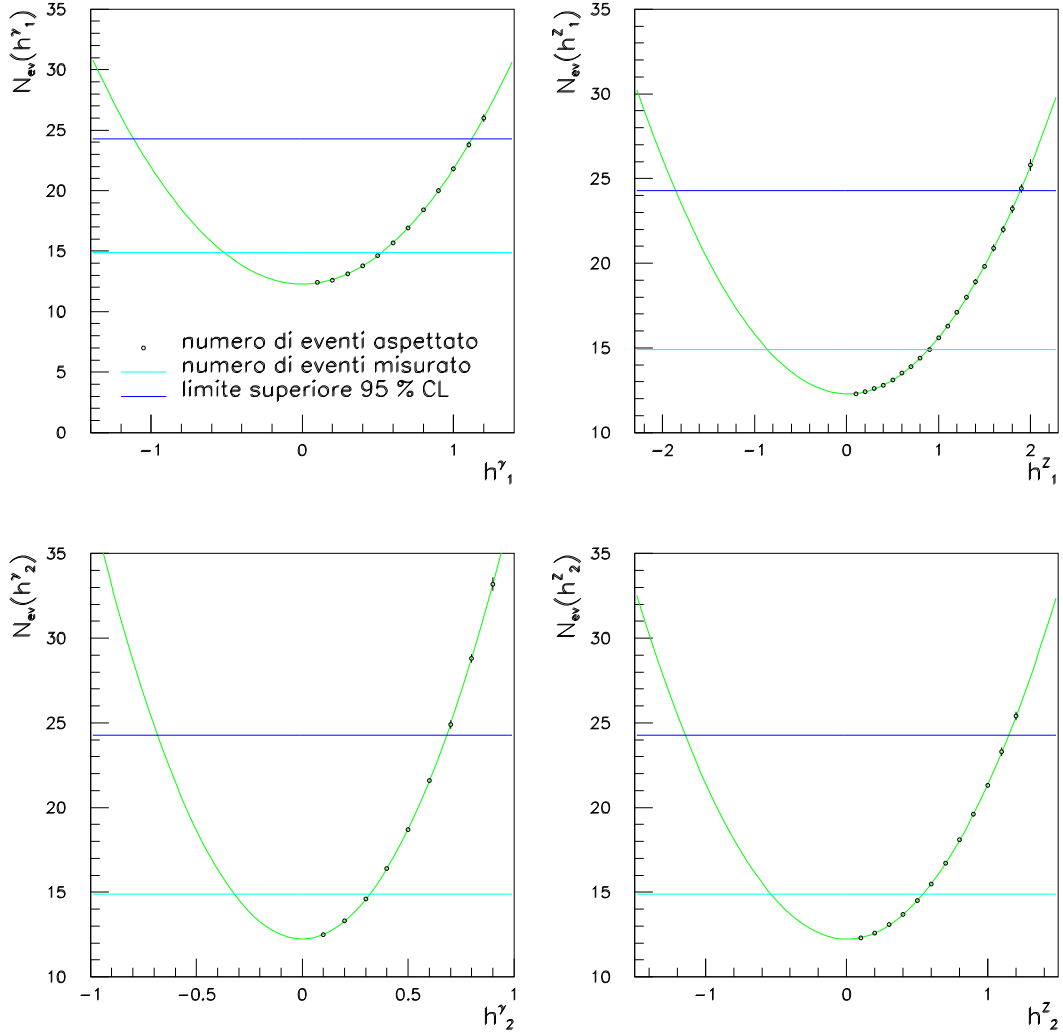 N_ev(h^γ_1)
35
30
25
20
15
10
5
0
numero di eventi aspettato
numero di eventi misurato
limite superiore 95 % CL
-1 0 1
h^γ_1
N_ev(h^Z_1)
35
30
25
20
15
10
-2 -1 0 1 2
h^Z_1
N_ev(h^γ_2)
35
30
25
20
15
10
-1 -0.5 0 0.5 1
h^γ_2
N_ev(h^Z_2)
35
30
25
20
15
10
-1 0 1
h^Z_2